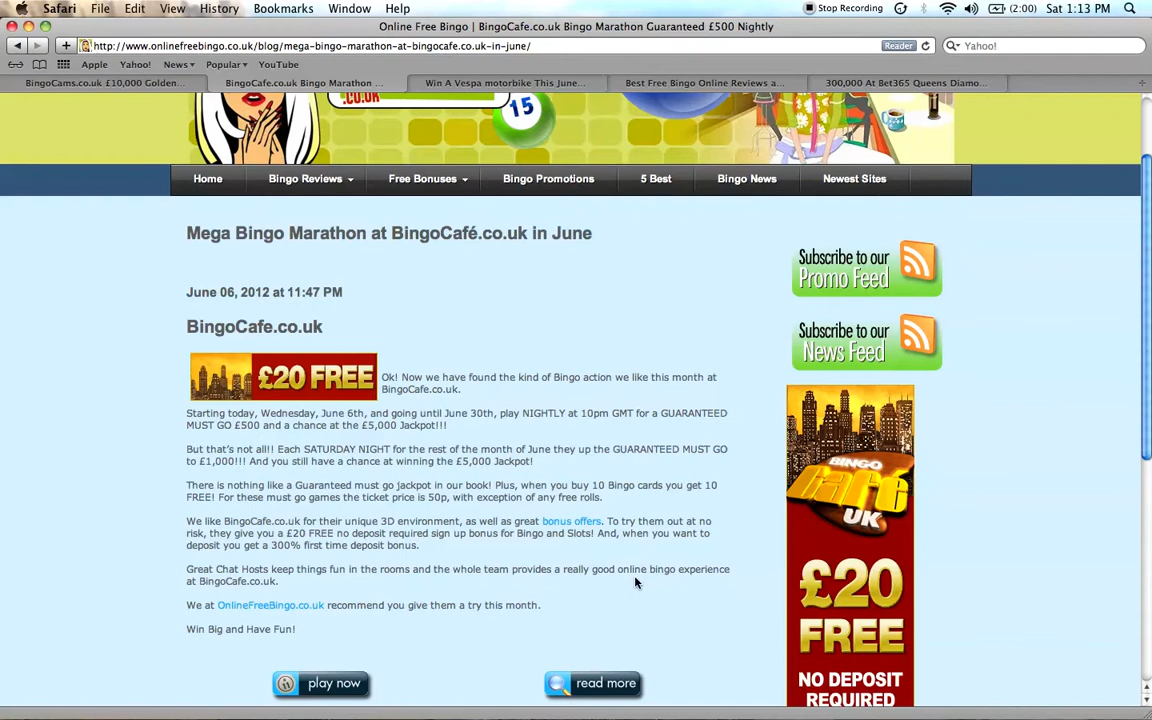 Safari File Edit View History Bookmarks Window Help Stop Recording (2:00) Sat 1:13 PM
Online Free Bingo | BingoCafe.co.uk Bingo Marathon Guaranteed £500 Nightly
http://www.onlinefreebingo.co.uk/blog/mega-bingo-marathon-at-bingocafe.co.uk-in-june/ Reader Yahoo!
Apple Yahoo! News Popular YouTube
BingoCams.co.uk £10,000 Golden... BingoCafe.co.uk Bingo Marathon ... Win A Vespa motorbike This June... Best Free Bingo Online Reviews a... 300,000 At Bet365 Queens Diamo...
.CO.UK
15
Home Bingo Reviews Free Bonuses Bingo Promotions 5 Best Bingo News Newest Sites
Mega Bingo Marathon at BingoCafé.co.uk in June
June 06, 2012 at 11:47 PM
BingoCafe.co.uk
£20 FREE Ok! Now we have found the kind of Bingo action we like this month at
BingoCafe.co.uk.
Starting today, Wednesday, June 6th, and going until June 30th, play NIGHTLY at 10pm GMT for a GUARANTEED
MUST GO £500 and a chance at the £5,000 Jackpot!!!
But that's not all!! Each SATURDAY NIGHT for the rest of the month of June they up the GUARANTEED MUST GO
to £1,000!!! And you still have a chance at winning the £5,000 Jackpot!
There is nothing like a Guaranteed must go jackpot in our book! Plus, when you buy 10 Bingo cards you get 10
FREE! For these must go games the ticket price is 50p, with exception of any free rolls.
We like BingoCafe.co.uk for their unique 3D environment, as well as great bonus offers. To try them out at no
risk, they give you a £20 FREE no deposit required sign up bonus for Bingo and Slots! And, when you want to
deposit you get a 300% first time deposit bonus.
Great Chat Hosts keep things fun in the rooms and the whole team provides a really good online bingo experience
at BingoCafe.co.uk.
We at OnlineFreeBingo.co.uk recommend you give them a try this month.
Win Big and Have Fun!
play now read more
Subscribe to our
Promo Feed
Subscribe to our
News Feed
BINGO
Café
UK
£20
FREE
NO DEPOSIT
REQUIRED